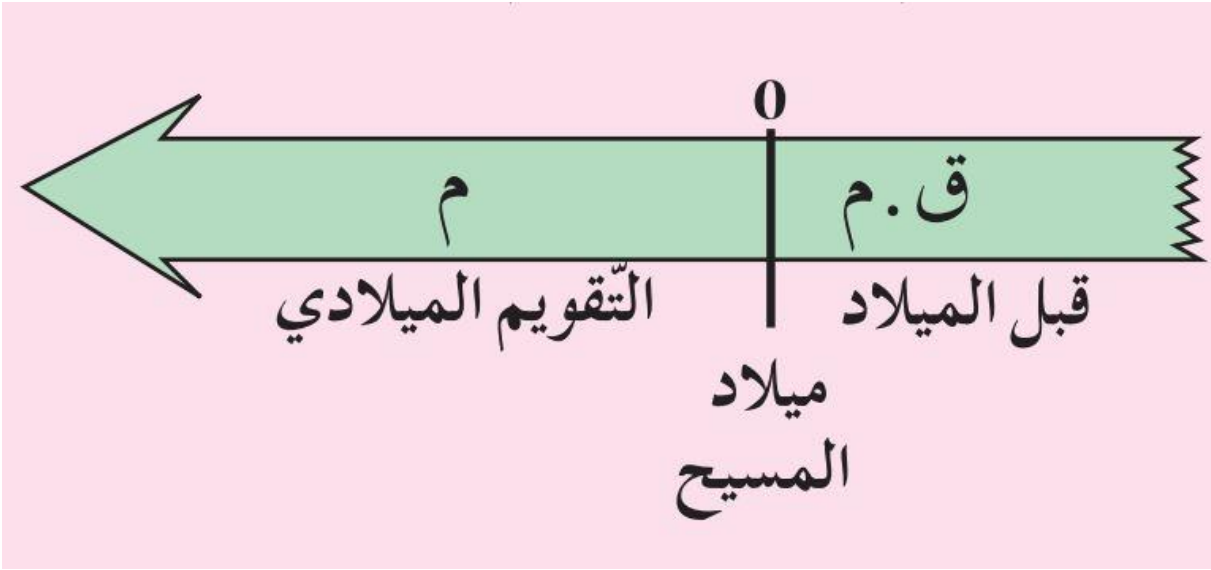 0
ق.م
م
قبل الميلاد
التّقويم الميلادي
ميلاد
المسيح